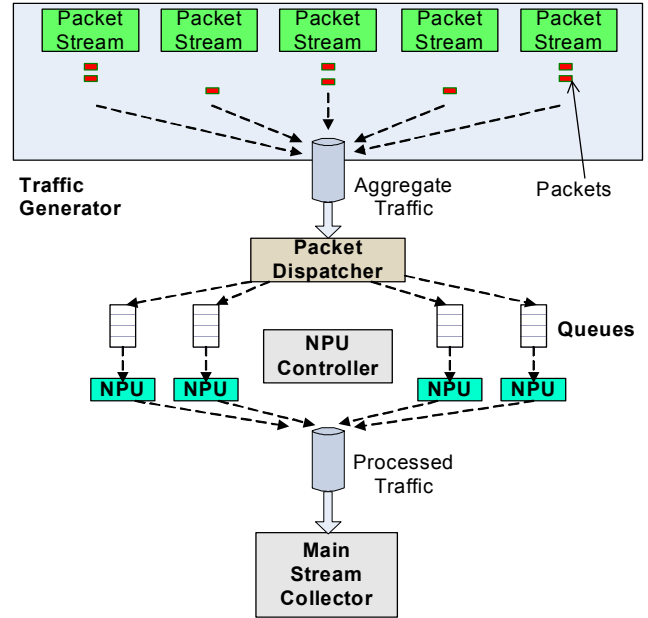 Packet
Stream
Packet
Stream
Packet
Stream
Packet
Stream
Packet
Stream
Traffic
Generator
Aggregate
Traffic
Packets
Packet
Dispatcher
Queues
NPU
Controller
NPU
NPU
NPU
NPU
Processed
Traffic
Main
Stream
Collector